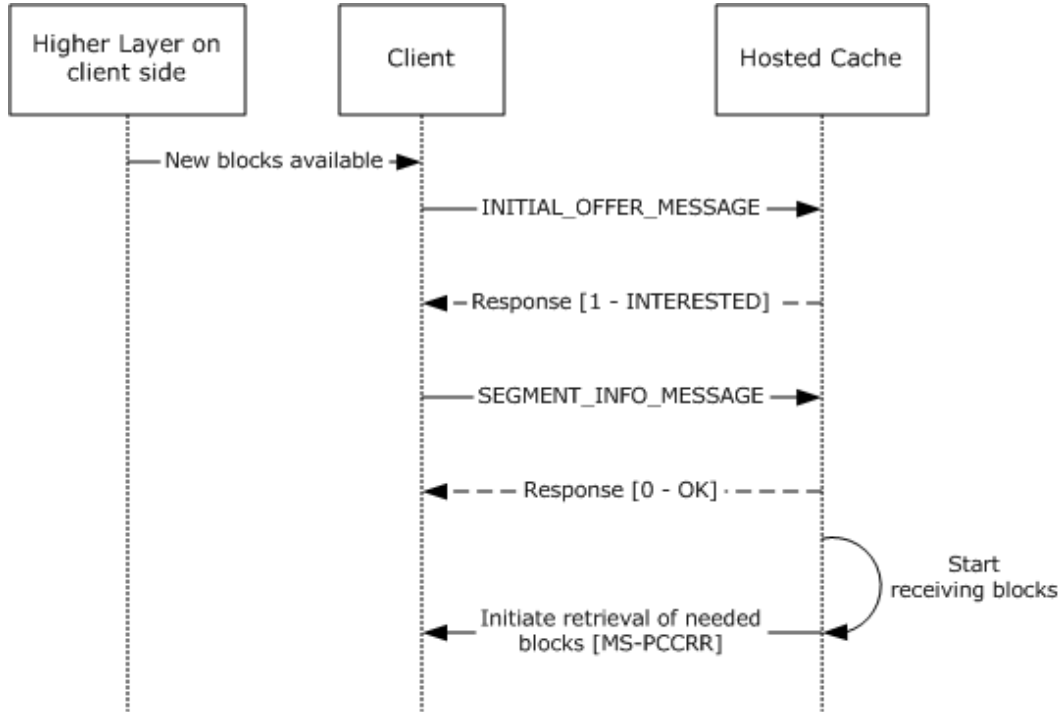 Higher Layer on
client side
Client
Hosted Cache
New blocks available
INITIAL_OFFER_MESSAGE
Response [1 - INTERESTED]
SEGMENT_INFO_MESSAGE
Response [0 - OK]
Start
receiving blocks
Initiate retrieval of needed
blocks [MS-PCCRR]